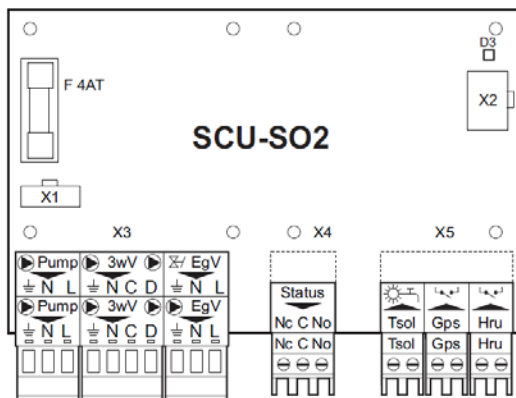 D3
F 4AT
X2
SCU-SO2
X1
X3 X4 X5
Pump 3wV EgV
N L N C D N L
Pump 3wV EgV
N L N C D N L
Status
Nc C No
Nc C No
Tsol Gps Hru
Tsol Gps Hru